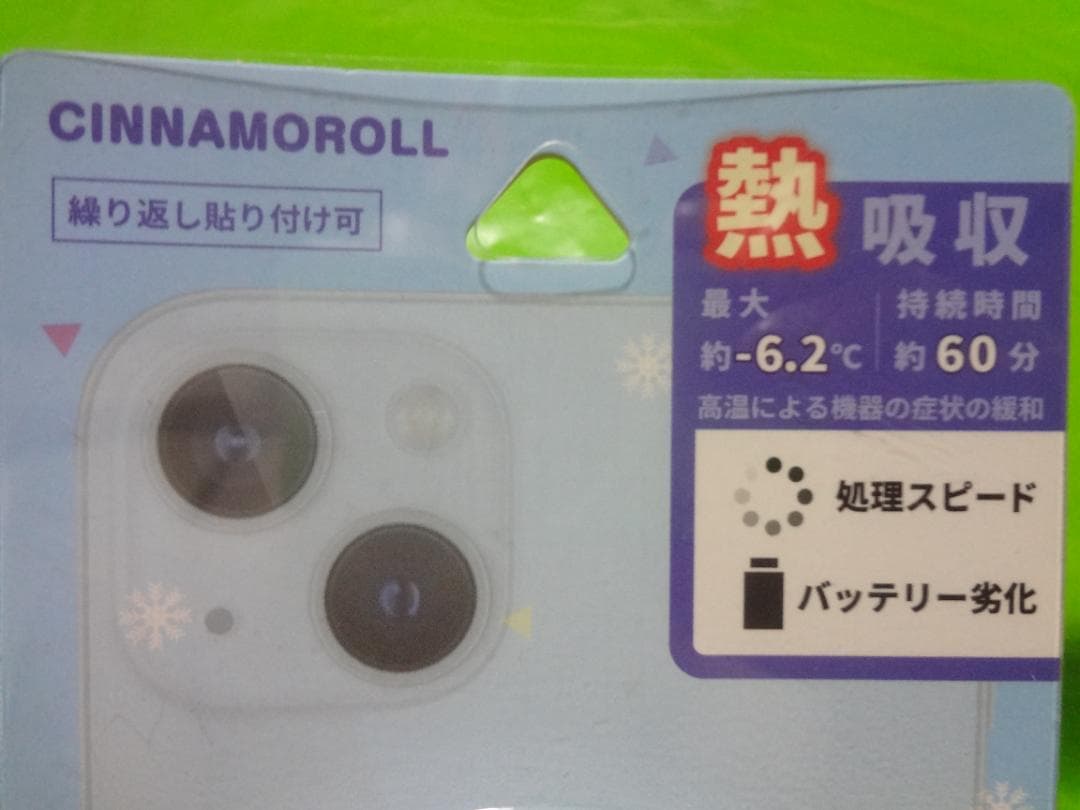 CINNAMOROLL
繰り返し貼り付け可
熱吸収
最大
約-6.2℃
持続時間
約60分
高温による機器の症状の緩和
処理スピード
バッテリー劣化